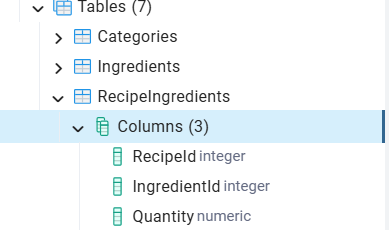 Tables (7)
Categories
Ingredients
RecipeIngredients
Columns (3)
RecipeId integer
IngredientId integer
Quantity numeric